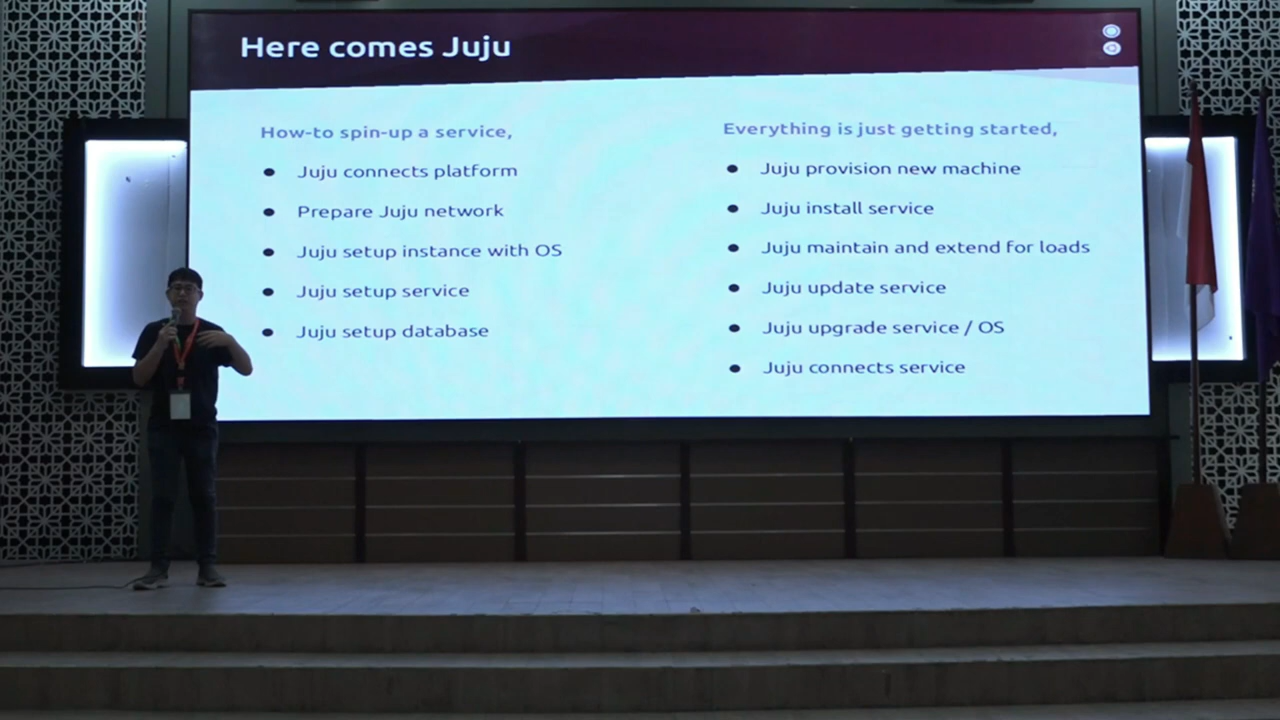 Here comes Juju
How-to spin-up a service,
Juju connects platform
Prepare Juju network
Juju setup instance with OS
Juju setup service
Juju setup database
Everything is just getting started,
Juju provision new machine
Juju install service
Juju maintain and extend for loads
Juju update service
Juju upgrade service / OS
Juju connects service